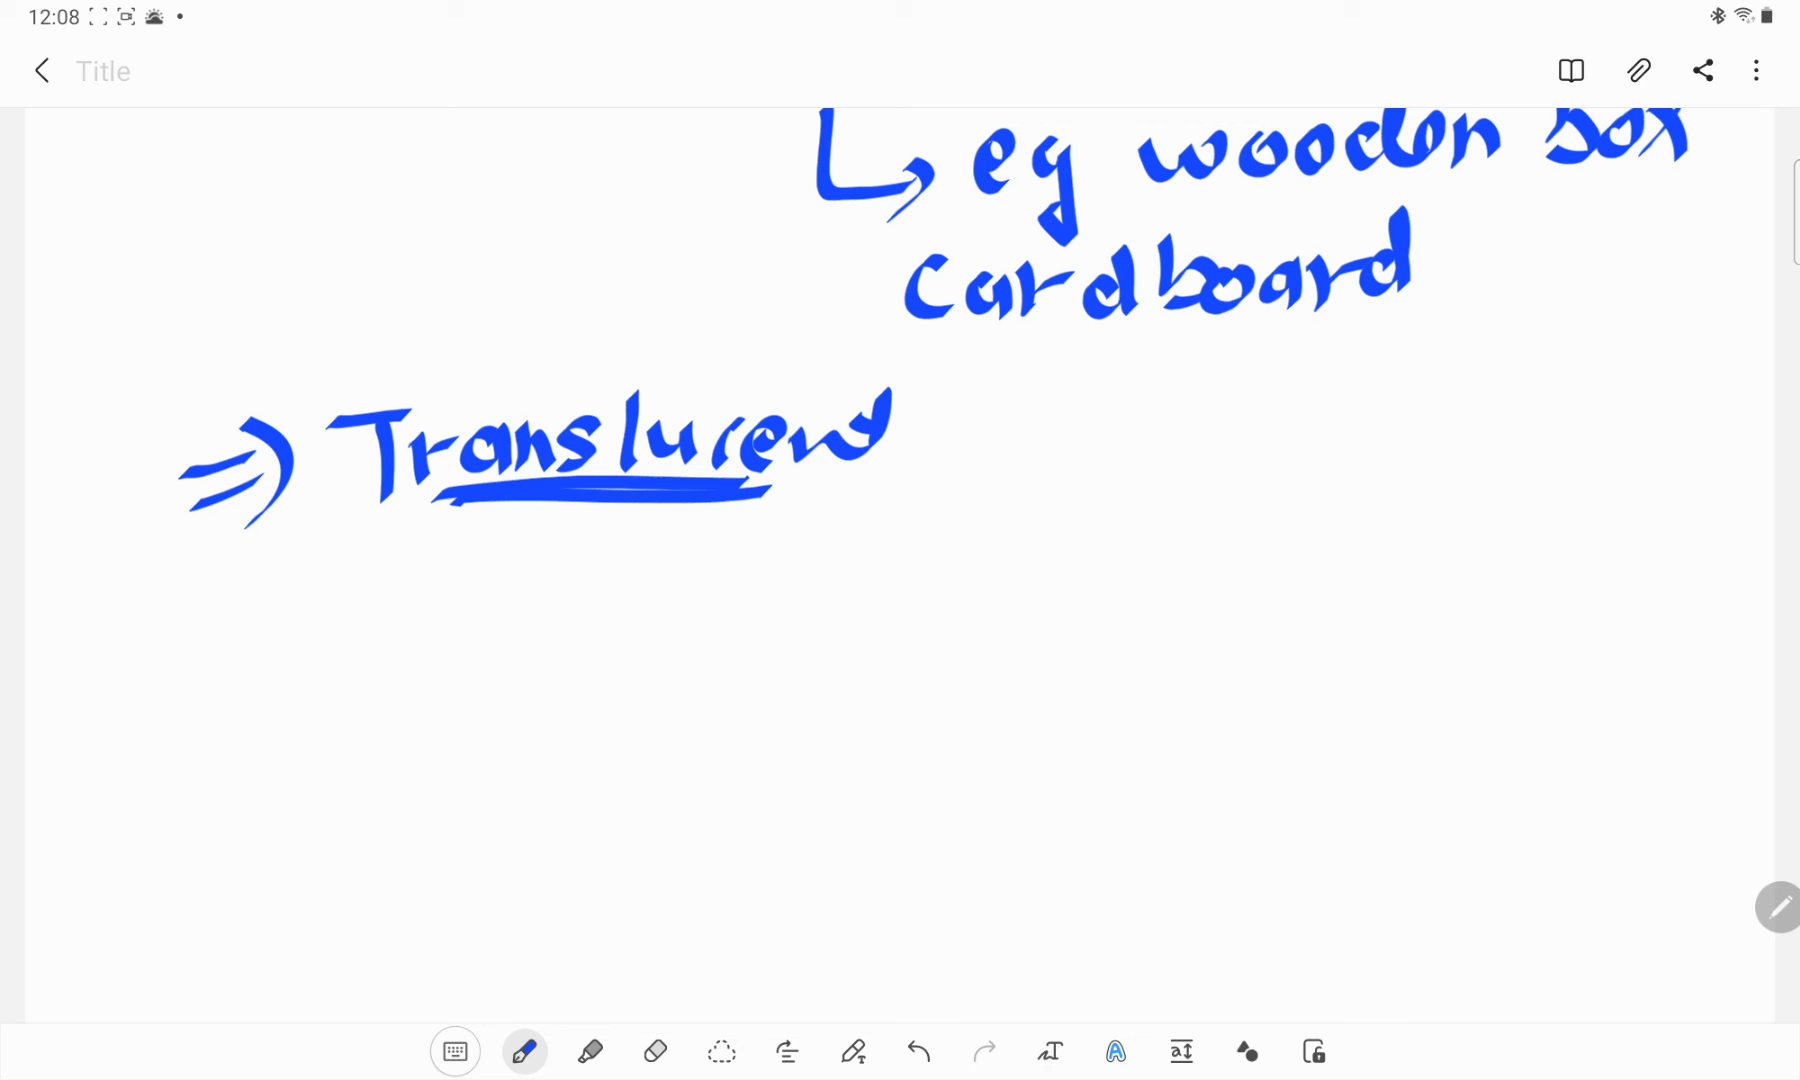 12:08
Title
eg wooden box
cardboard
⇒ Translucent